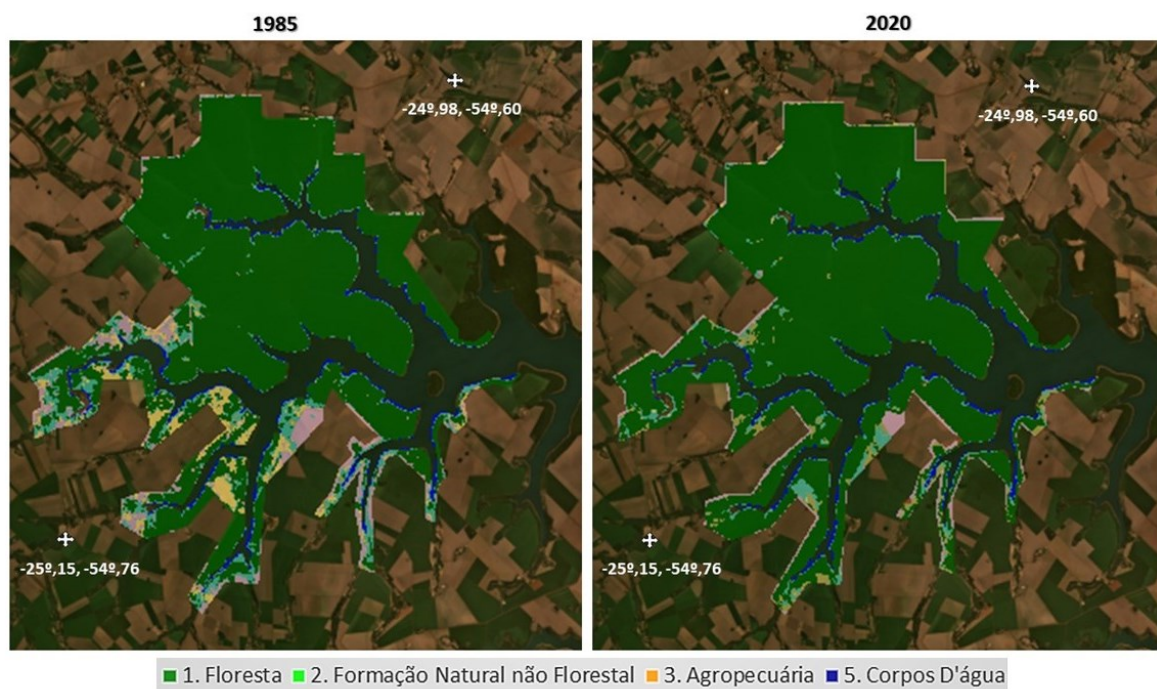 1985
2020
-24º,98, -54º,60
-24º,98, -54º,60
-25º,15, -54º,76
-25º,15, -54º,76
1. Floresta 2. Formação Natural não Florestal 3. Agropecuária 5. Corpos D'água